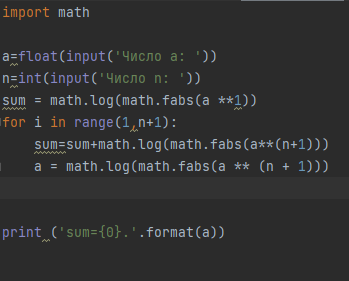 import math
a=float(input('Число a: '))
n=int(input('Число n: '))
sum = math.log(math.fabs(a **1))
for i in range(1,n+1):
    sum=sum+math.log(math.fabs(a**(n+1)))
    a = math.log(math.fabs(a ** (n + 1)))
print ('sum={0}.'.format(a))